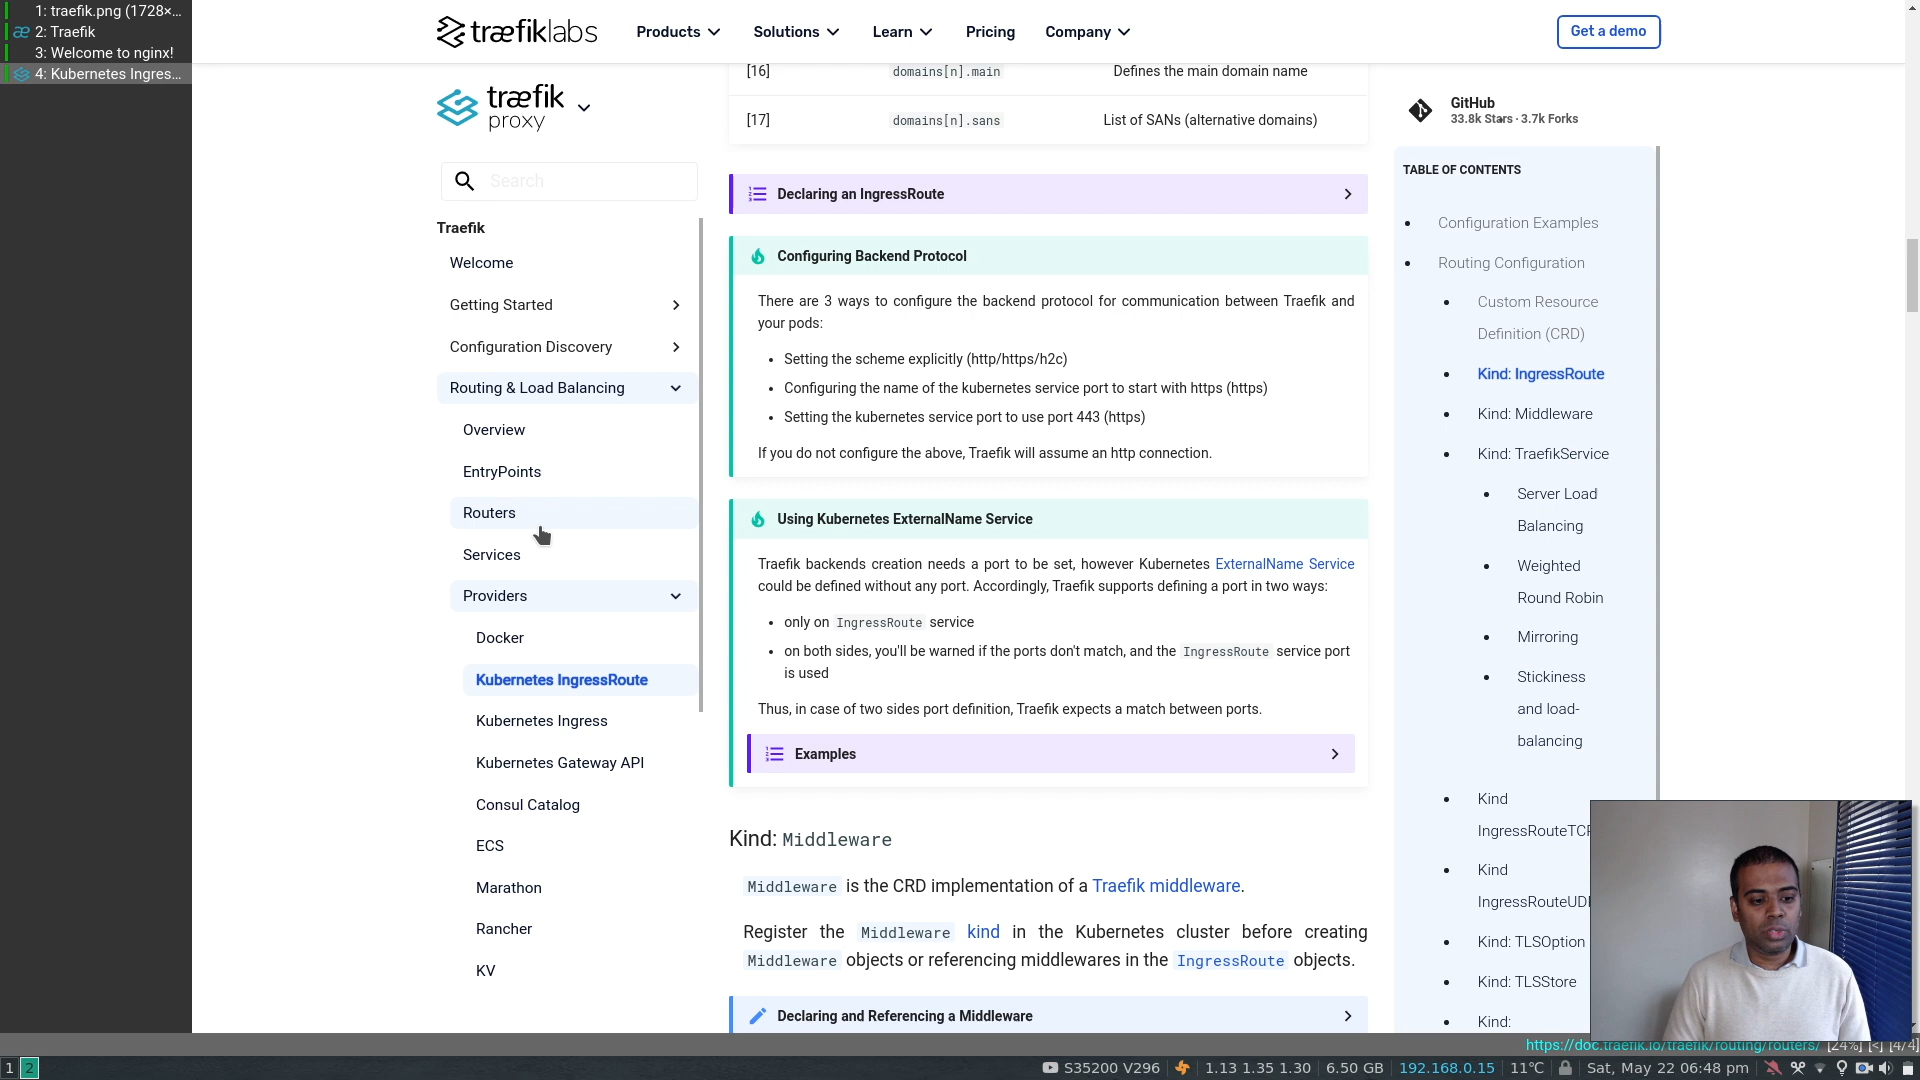 1: traefik.png (1728×...
2: Traefik
3: Welcome to nginx!
4: Kubernetes Ingres...
træfiklabs
Products
Solutions
Learn
Pricing
Company
Get a demo
træfik
proxy
Search
Traefik
Welcome
Getting Started
Configuration Discovery
Routing & Load Balancing
Overview
EntryPoints
Routers
Services
Providers
Docker
Kubernetes IngressRoute
Kubernetes Ingress
Kubernetes Gateway API
Consul Catalog
ECS
Marathon
Rancher
KV
[16] domains[n].main Defines the main domain name
[17] domains[n].sans List of SANs (alternative domains)
Declaring an IngressRoute
Configuring Backend Protocol
There are 3 ways to configure the backend protocol for communication between Traefik and
your pods:
• Setting the scheme explicitly (http/https/h2c)
• Configuring the name of the kubernetes service port to start with https (https)
• Setting the kubernetes service port to use port 443 (https)
If you do not configure the above, Traefik will assume an http connection.
Using Kubernetes ExternalName Service
Traefik backends creation needs a port to be set, however Kubernetes ExternalName Service
could be defined without any port. Accordingly, Traefik supports defining a port in two ways:
• only on IngressRoute service
• on both sides, you'll be warned if the ports don't match, and the IngressRoute service port
is used
Thus, in case of two sides port definition, Traefik expects a match between ports.
Examples
Kind: Middleware
Middleware is the CRD implementation of a Traefik middleware.
Register the Middleware kind in the Kubernetes cluster before creating
Middleware objects or referencing middlewares in the IngressRoute objects.
Declaring and Referencing a Middleware
GitHub
33.8k Stars · 3.7k Forks
TABLE OF CONTENTS
• Configuration Examples
• Routing Configuration
• Custom Resource
Definition (CRD)
• Kind: IngressRoute
• Kind: Middleware
• Kind: TraefikService
• Server Load
Balancing
• Weighted
Round Robin
• Mirroring
• Stickiness
and load-
balancing
• Kind
IngressRouteTCP
• Kind
IngressRouteUDP
• Kind: TLSOption
• Kind: TLSStore
• Kind:
https://doc.traefik.io/traefik/routing/routers/ [24%] [<] [4/4]
1 2
S35200 V296 1.13 1.35 1.30 6.50 GB 192.168.0.15 11°C Sat, May 22 06:48 pm